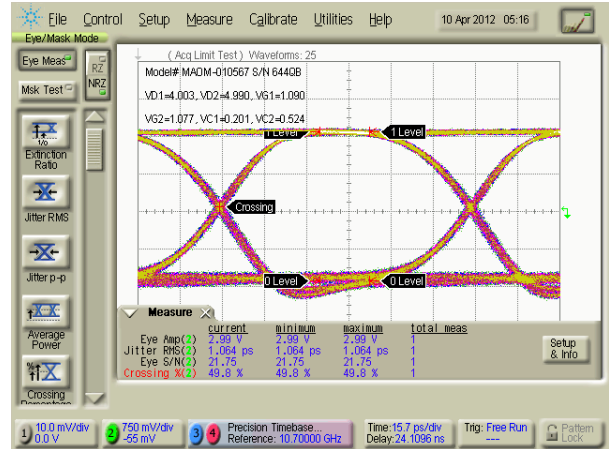 File Control Setup Measure Calibrate Utilities Help 10 Apr 2012 05:16
Eye/Mask Mode
Eye Meas
RZ
NRZ
Msk Test
Extinction Ratio
Jitter RMS
Jitter p-p
Average Power
Crossing Percentage
( Acq Limit Test ) Waveforms: 25
Model# MAOM-010567 S/N 6440B
VD1=4.003, VD2=4.990, VG1=1.090
VG2=1.077, VC1=0.201, VC2=0.524
1 Level 1 Level
Crossing
0 Level 0 Level
Measure
current minimum maximum total meas
Eye Amp(2) 2.99 V 2.99 V 2.99 V 1
Jitter RMS(2) 1.064 ps 1.064 ps 1.064 ps 1
Eye S/N(2) 21.75 21.75 21.75 1
Crossing %(2) 49.8 % 49.8 % 49.8 % 1
Setup & Info
1 10.0 mV/div 0.0 V
2 750 mV/div -55 mV
3 4 Precision Timebase... Reference: 10.70000 GHz
Time:15.7 ps/div Delay:24.1096 ns
Trig: Free Run ---
Pattern Lock